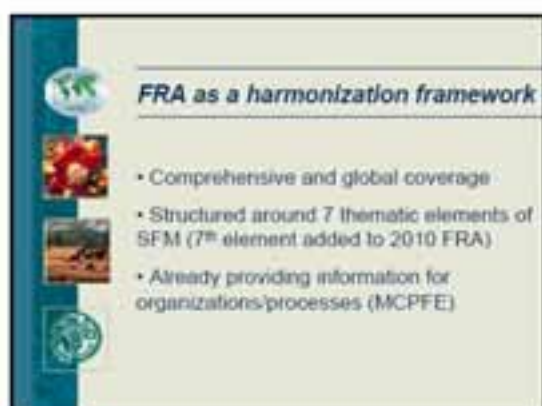 FRA as a harmonization framework
• Comprehensive and global coverage
• Structured around 7 thematic elements of
SFM (7th element added to 2010 FRA)
• Already providing information for
organizations/processes (MCPFE)